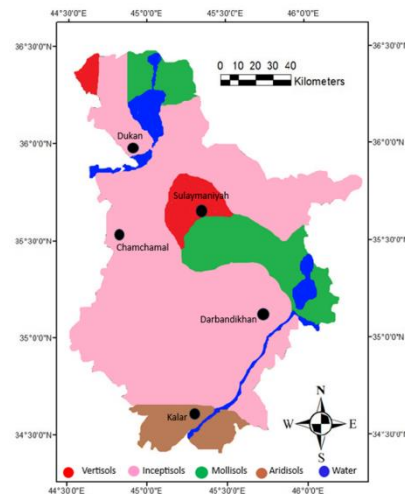 44°30'0"E 45°0'0"E 45°30'0"E 46°0'0"E
36°30'0"N 36°30'0"N
0 10 20 30 40
Kilometers
36°0'0"N Dukan 36°0'0"N
Sulaymaniyah
35°30'0"N Chamchamal 35°30'0"N
35°0'0"N Darbandikhan 35°0'0"N
N
W E
S
34°30'0"N Kalar 34°30'0"N
Vertisols Inceptisols Mollisols Aridisols Water
44°30'0"E 45°0'0"E 45°30'0"E 46°0'0"E